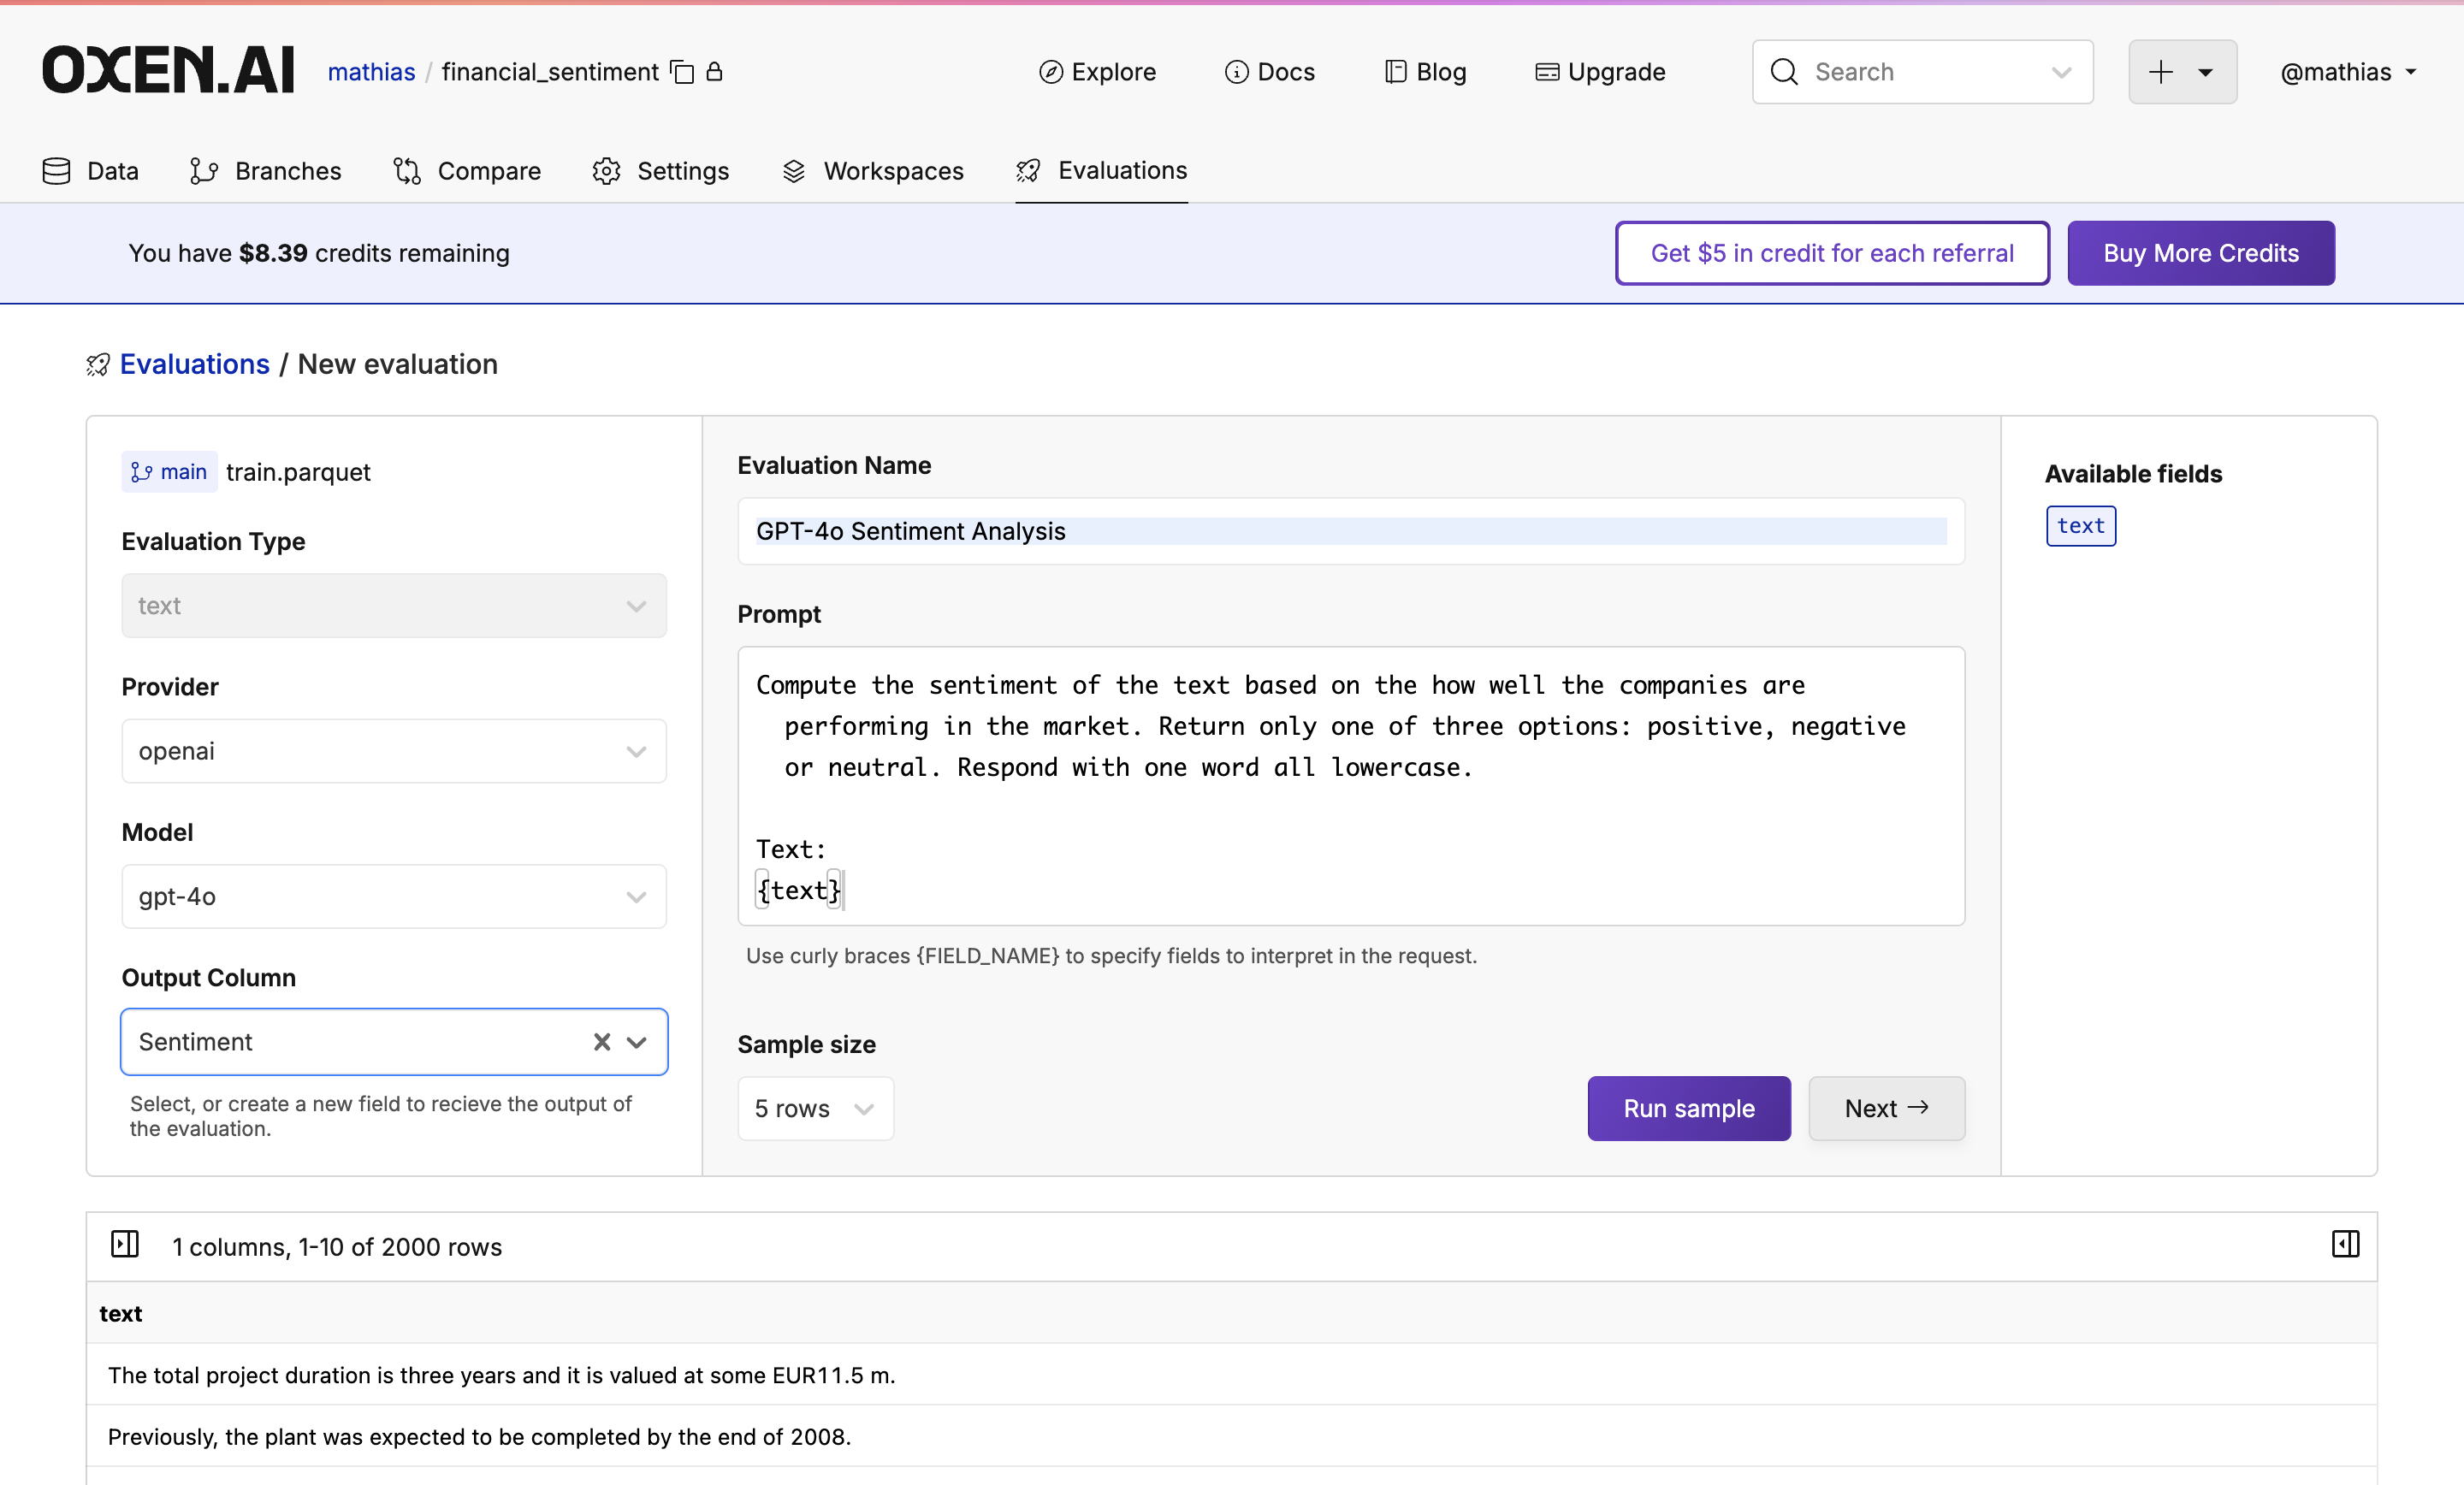 OXEN.AI
mathias / financial_sentiment
Explore
Docs
Blog
Upgrade
Search
@mathias
Data
Branches
Compare
Settings
Workspaces
Evaluations
You have $8.39 credits remaining
Get $5 in credit for each referral
Buy More Credits
Evaluations / New evaluation
main train.parquet
Evaluation Type
text
Provider
openai
Model
gpt-4o
Output Column
Sentiment
Select, or create a new field to recieve the output of
the evaluation.
Evaluation Name
GPT-4o Sentiment Analysis
Prompt
Compute the sentiment of the text based on the how well the companies are
performing in the market. Return only one of three options: positive, negative
or neutral. Respond with one word all lowercase.
Text:
{text}
Use curly braces {FIELD_NAME} to specify fields to interpret in the request.
Sample size
5 rows
Run sample
Next →
Available fields
text
1 columns, 1-10 of 2000 rows
text
The total project duration is three years and it is valued at some EUR11.5 m.
Previously, the plant was expected to be completed by the end of 2008.